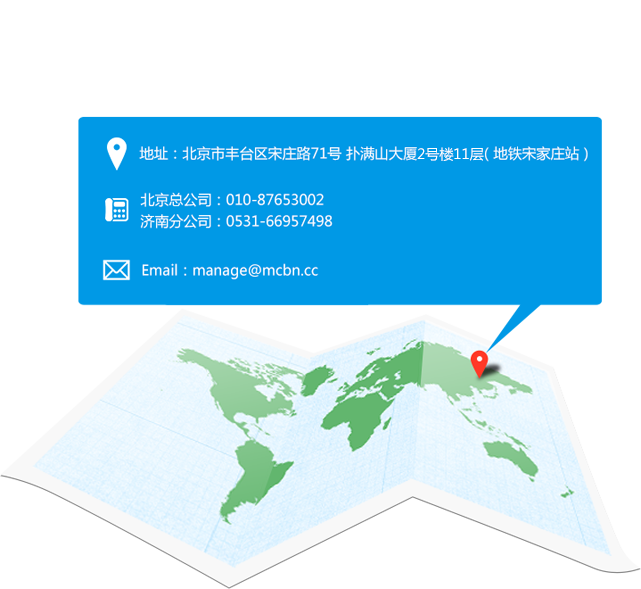 地址：北京市丰台区宋庄路71号 扑满山大厦2号楼11层( 地铁宋家庄站 )
北京总公司：010-87653002
济南分公司：0531-66957498
Email：manage@mcbn.cc